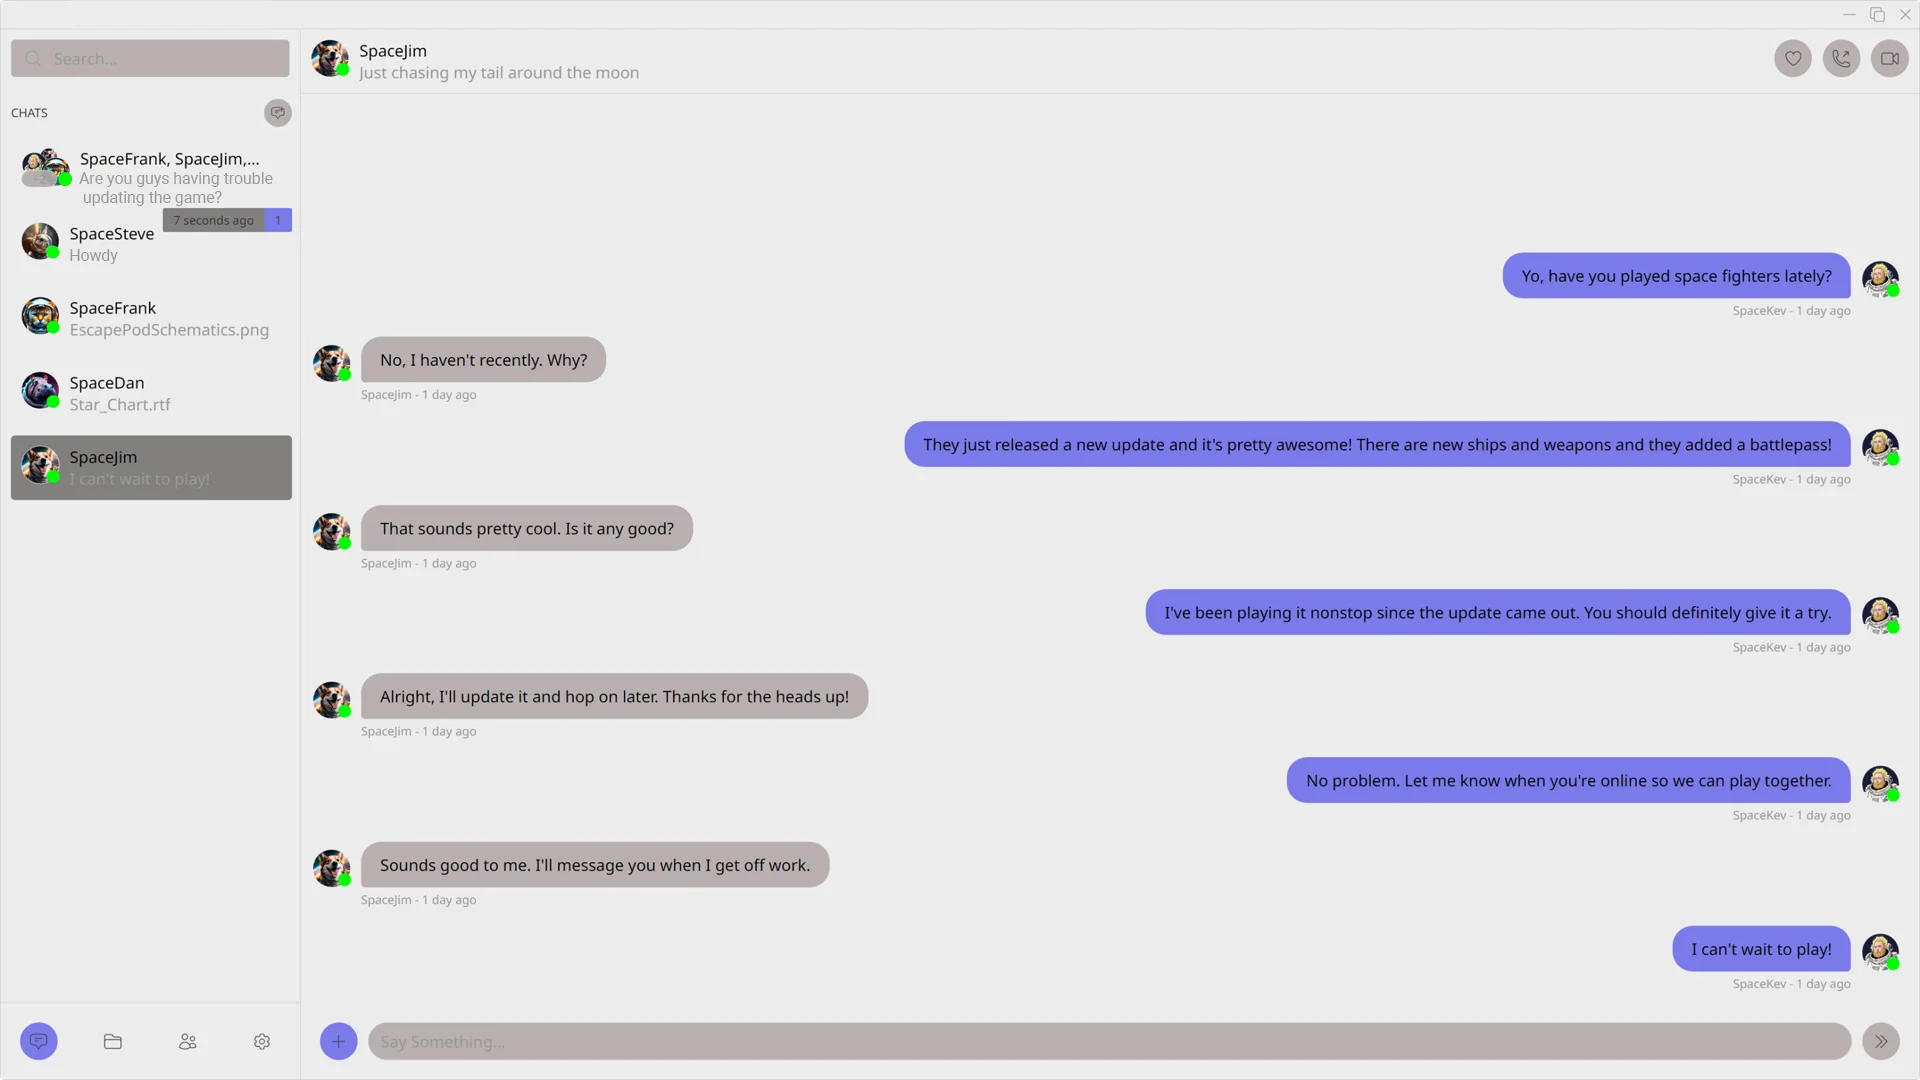 Search...
CHATS
SpaceFrank, SpaceJim,...
Are you guys having trouble
updating the game?
7 seconds ago 1
SpaceSteve
Howdy
SpaceFrank
EscapePodSchematics.png
SpaceDan
Star_Chart.rtf
SpaceJim
I can't wait to play!
SpaceJim
Just chasing my tail around the moon
Yo, have you played space fighters lately?
SpaceKev - 1 day ago
No, I haven't recently. Why?
SpaceJim - 1 day ago
They just released a new update and it's pretty awesome! There are new ships and weapons and they added a battlepass!
SpaceKev - 1 day ago
That sounds pretty cool. Is it any good?
SpaceJim - 1 day ago
I've been playing it nonstop since the update came out. You should definitely give it a try.
SpaceKev - 1 day ago
Alright, I'll update it and hop on later. Thanks for the heads up!
SpaceJim - 1 day ago
No problem. Let me know when you're online so we can play together.
SpaceKev - 1 day ago
Sounds good to me. I'll message you when I get off work.
SpaceJim - 1 day ago
I can't wait to play!
SpaceKev - 1 day ago
Say Something...